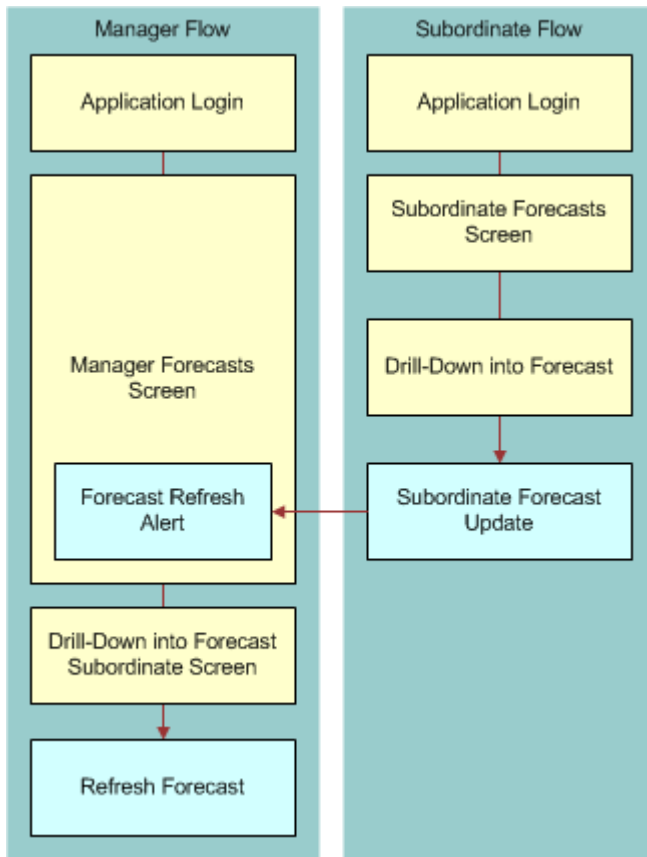 Manager Flow
Application Login
Manager Forecasts
Screen
Forecast Refresh
Alert
Drill-Down into Forecast
Subordinate Screen
Refresh Forecast
Subordinate Flow
Application Login
Subordinate Forecasts
Screen
Drill-Down into Forecast
Subordinate Forecast
Update